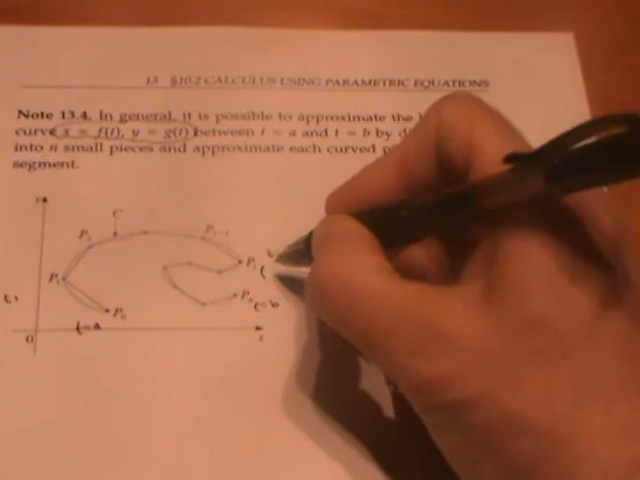 13 §10.2 CALCULUS USING PARAMETRIC EQUATIONS
Note 13.4. In general, it is possible to approximate the
curve x = f(t), y = g(t) between t = a and t = b by
into n small pieces and approximate each curved
segment.
C
P₂
P₁
P₀
t=a
t=b
0